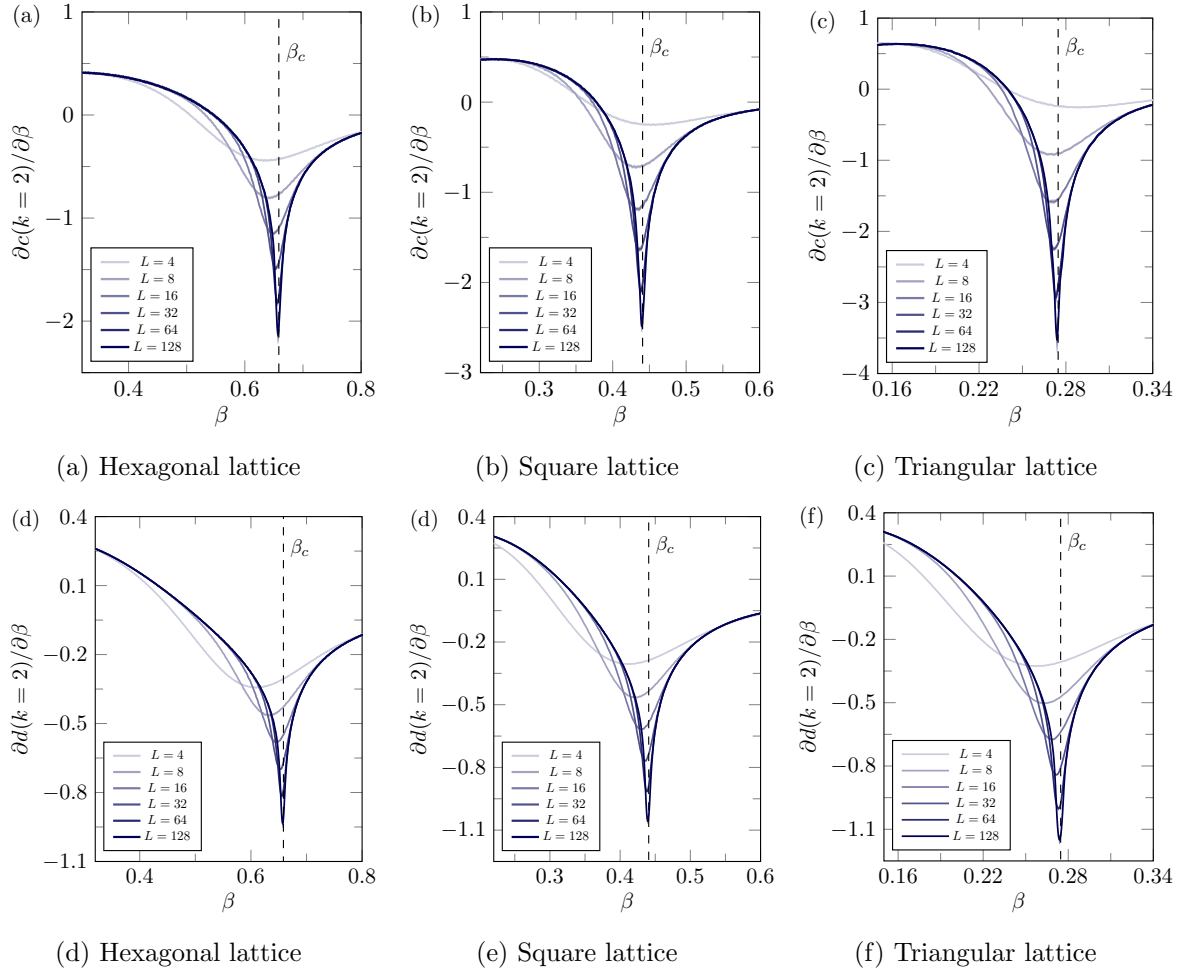 (a)
1
0
−1
−2
0.4
0.6
0.8
β
∂c(k = 2)/∂β
β_c
L = 4
L = 8
L = 16
L = 32
L = 64
L = 128
(a) Hexagonal lattice
(b)
1
0
−1
−2
−3
0.3
0.4
0.5
0.6
β
∂c(k = 2)/∂β
β_c
L = 4
L = 8
L = 16
L = 32
L = 64
L = 128
(b) Square lattice
(c)
1
0
−1
−2
−3
−4
0.16
0.22
0.28
0.34
β
∂c(k = 2)/∂β
β_c
L = 4
L = 8
L = 16
L = 32
L = 64
L = 128
(c) Triangular lattice
(d)
0.4
0.1
−0.2
−0.5
−0.8
−1.1
0.4
0.6
0.8
β
∂d(k = 2)/∂β
β_c
L = 4
L = 8
L = 16
L = 32
L = 64
L = 128
(d) Hexagonal lattice
(d)
0.4
0.1
−0.2
−0.5
−0.8
−1.1
0.3
0.4
0.5
0.6
β
∂d(k = 2)/∂β
β_c
L = 4
L = 8
L = 16
L = 32
L = 64
L = 128
(e) Square lattice
(f)
0.4
0.1
−0.2
−0.5
−0.8
−1.1
0.16
0.22
0.28
0.34
β
∂d(k = 2)/∂β
β_c
L = 4
L = 8
L = 16
L = 32
L = 64
L = 128
(f) Triangular lattice